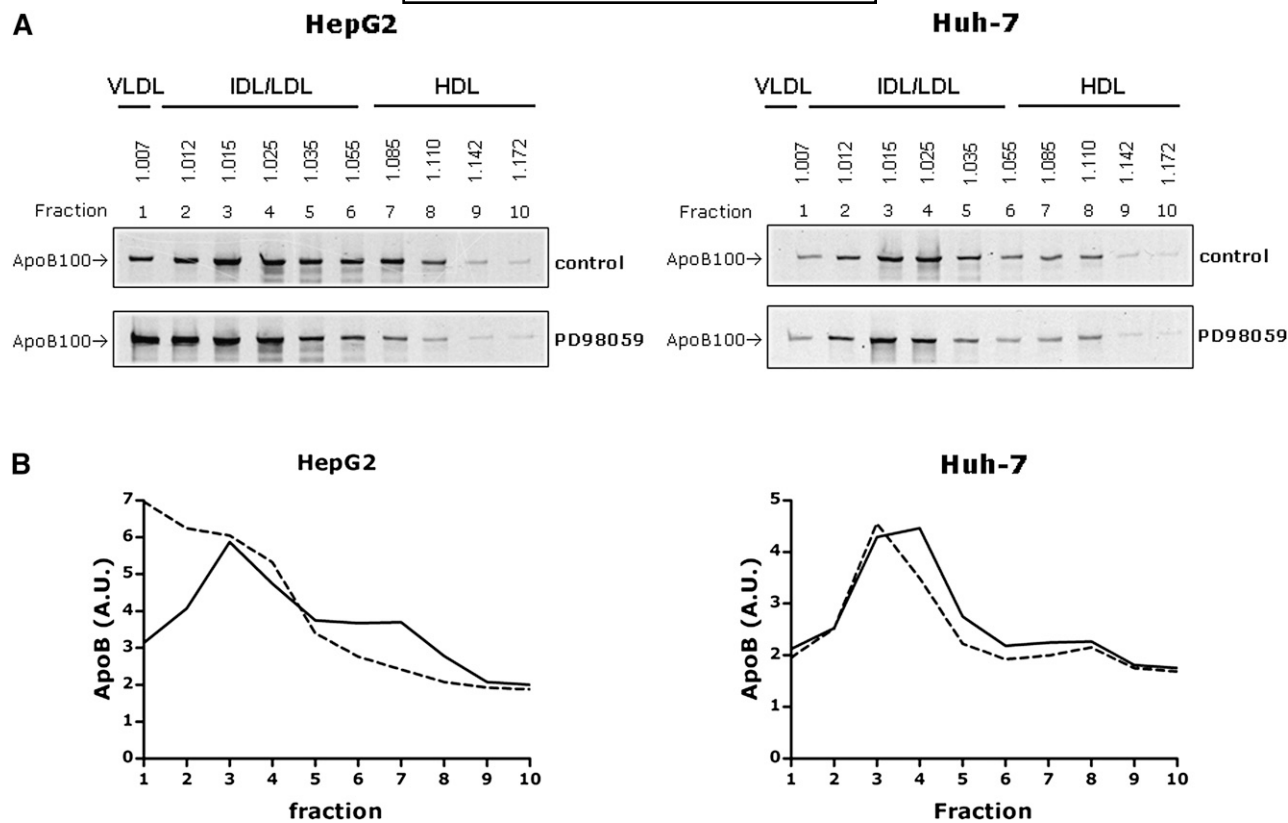 A
HepG2
Huh-7
VLDL IDL/LDL HDL
VLDL IDL/LDL HDL
1.007 1.012 1.015 1.025 1.035 1.055 1.085 1.110 1.142 1.172
1.007 1.012 1.015 1.025 1.035 1.055 1.085 1.110 1.142 1.172
Fraction 1 2 3 4 5 6 7 8 9 10
Fraction 1 2 3 4 5 6 7 8 9 10
ApoB100→ control
ApoB100→ control
ApoB100→ PD98059
ApoB100→ PD98059
B
HepG2
Huh-7
ApoB (A.U.)
7
6
5
4
3
2
1
0
1 2 3 4 5 6 7 8 9 10
fraction
ApoB (A.U.)
5
4
3
2
1
0
1 2 3 4 5 6 7 8 9 10
Fraction